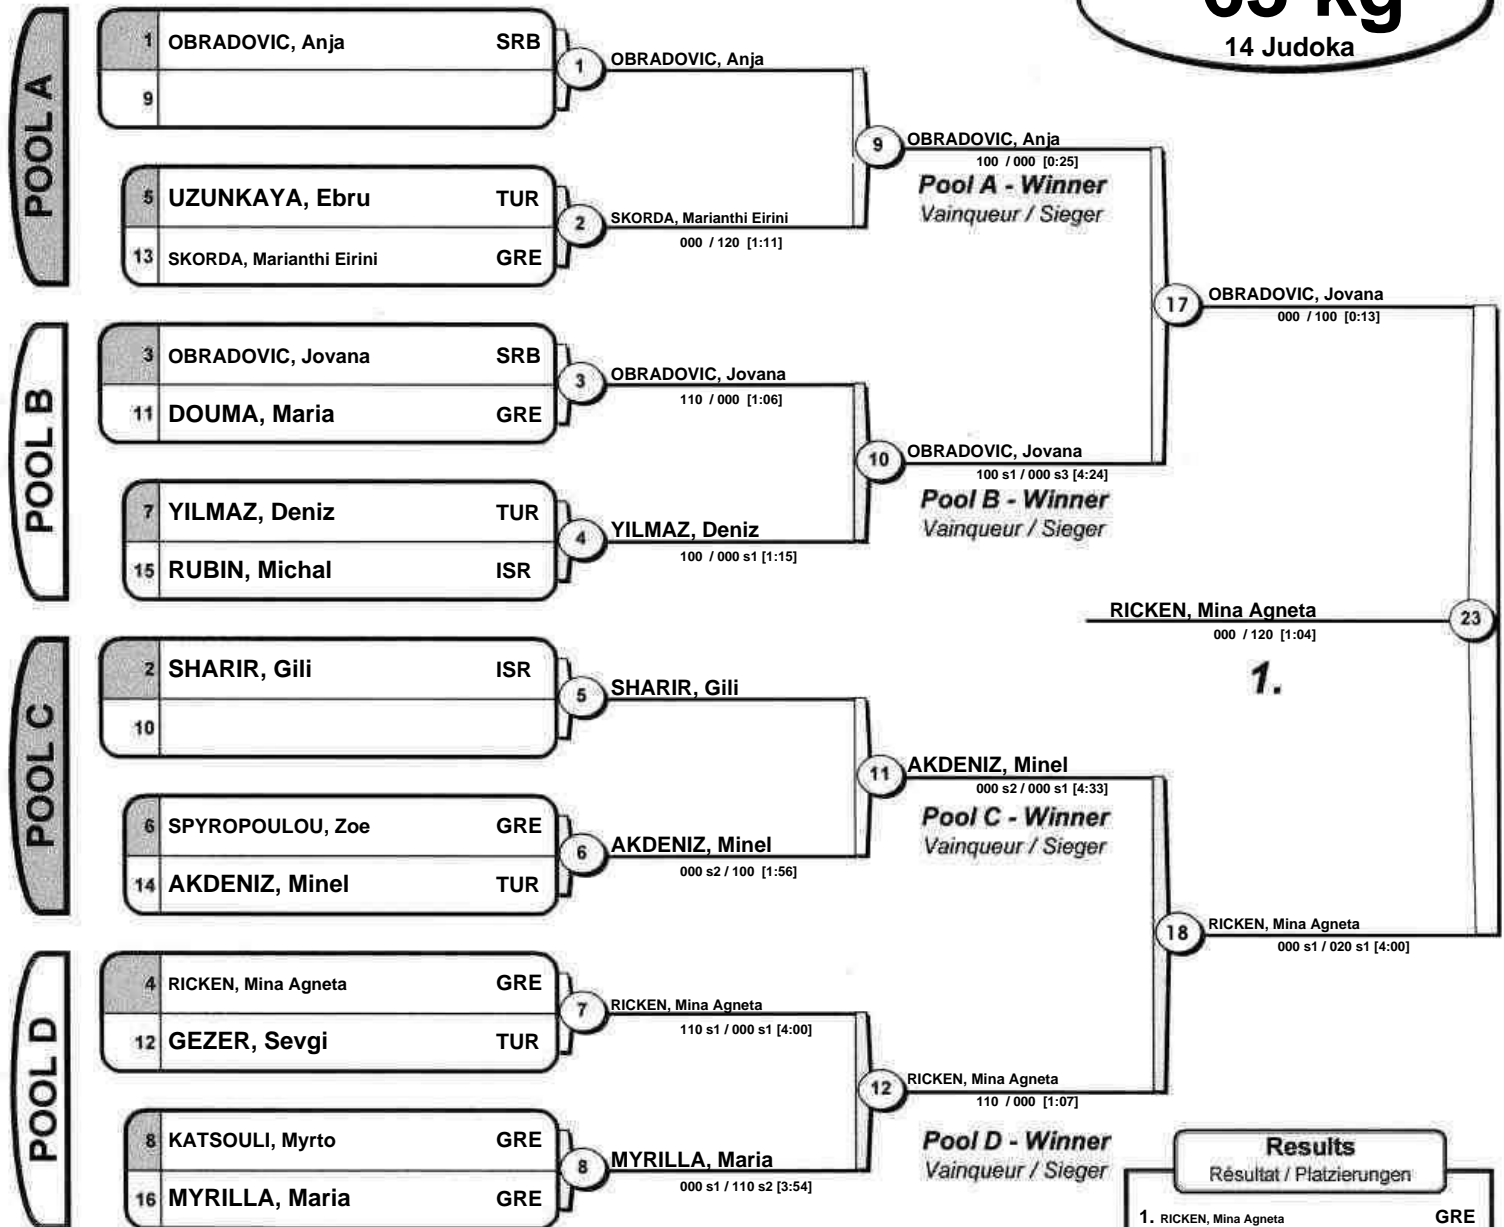 63 kg
14 Judoka
POOL A
1 OBRADOVIC, Anja SRB
9
5 UZUNKAYA, Ebru TUR
13 SKORDA, Marianthi Eirini GRE
1 OBRADOVIC, Anja
2 SKORDA, Marianthi Eirini
000 / 120 [1:11]
9 OBRADOVIC, Anja
100 / 000 [0:25]
Pool A - Winner
Vainqueur / Sieger
POOL B
3 OBRADOVIC, Jovana SRB
11 DOUMA, Maria GRE
7 YILMAZ, Deniz TUR
15 RUBIN, Michal ISR
3 OBRADOVIC, Jovana
110 / 000 [1:06]
4 YILMAZ, Deniz
100 / 000 s1 [1:15]
10 OBRADOVIC, Jovana
100 s1 / 000 s3 [4:24]
Pool B - Winner
Vainqueur / Sieger
17 OBRADOVIC, Jovana
000 / 100 [0:13]
RICKEN, Mina Agneta 23
000 / 120 [1:04]
1.
POOL C
2 SHARIR, Gili ISR
10
6 SPYROPOULOU, Zoe GRE
14 AKDENIZ, Minel TUR
5 SHARIR, Gili
6 AKDENIZ, Minel
000 s2 / 100 [1:56]
11 AKDENIZ, Minel
000 s2 / 000 s1 [4:33]
Pool C - Winner
Vainqueur / Sieger
POOL D
4 RICKEN, Mina Agneta GRE
12 GEZER, Sevgi TUR
8 KATSOULI, Myrto GRE
16 MYRILLA, Maria GRE
7 RICKEN, Mina Agneta
110 s1 / 000 s1 [4:00]
8 MYRILLA, Maria
000 s1 / 110 s2 [3:54]
12 RICKEN, Mina Agneta
110 / 000 [1:07]
Pool D - Winner
Vainqueur / Sieger
18 RICKEN, Mina Agneta
000 s1 / 020 s1 [4:00]
Results
Résultat / Platzierungen
1. RICKEN, Mina Agneta GRE